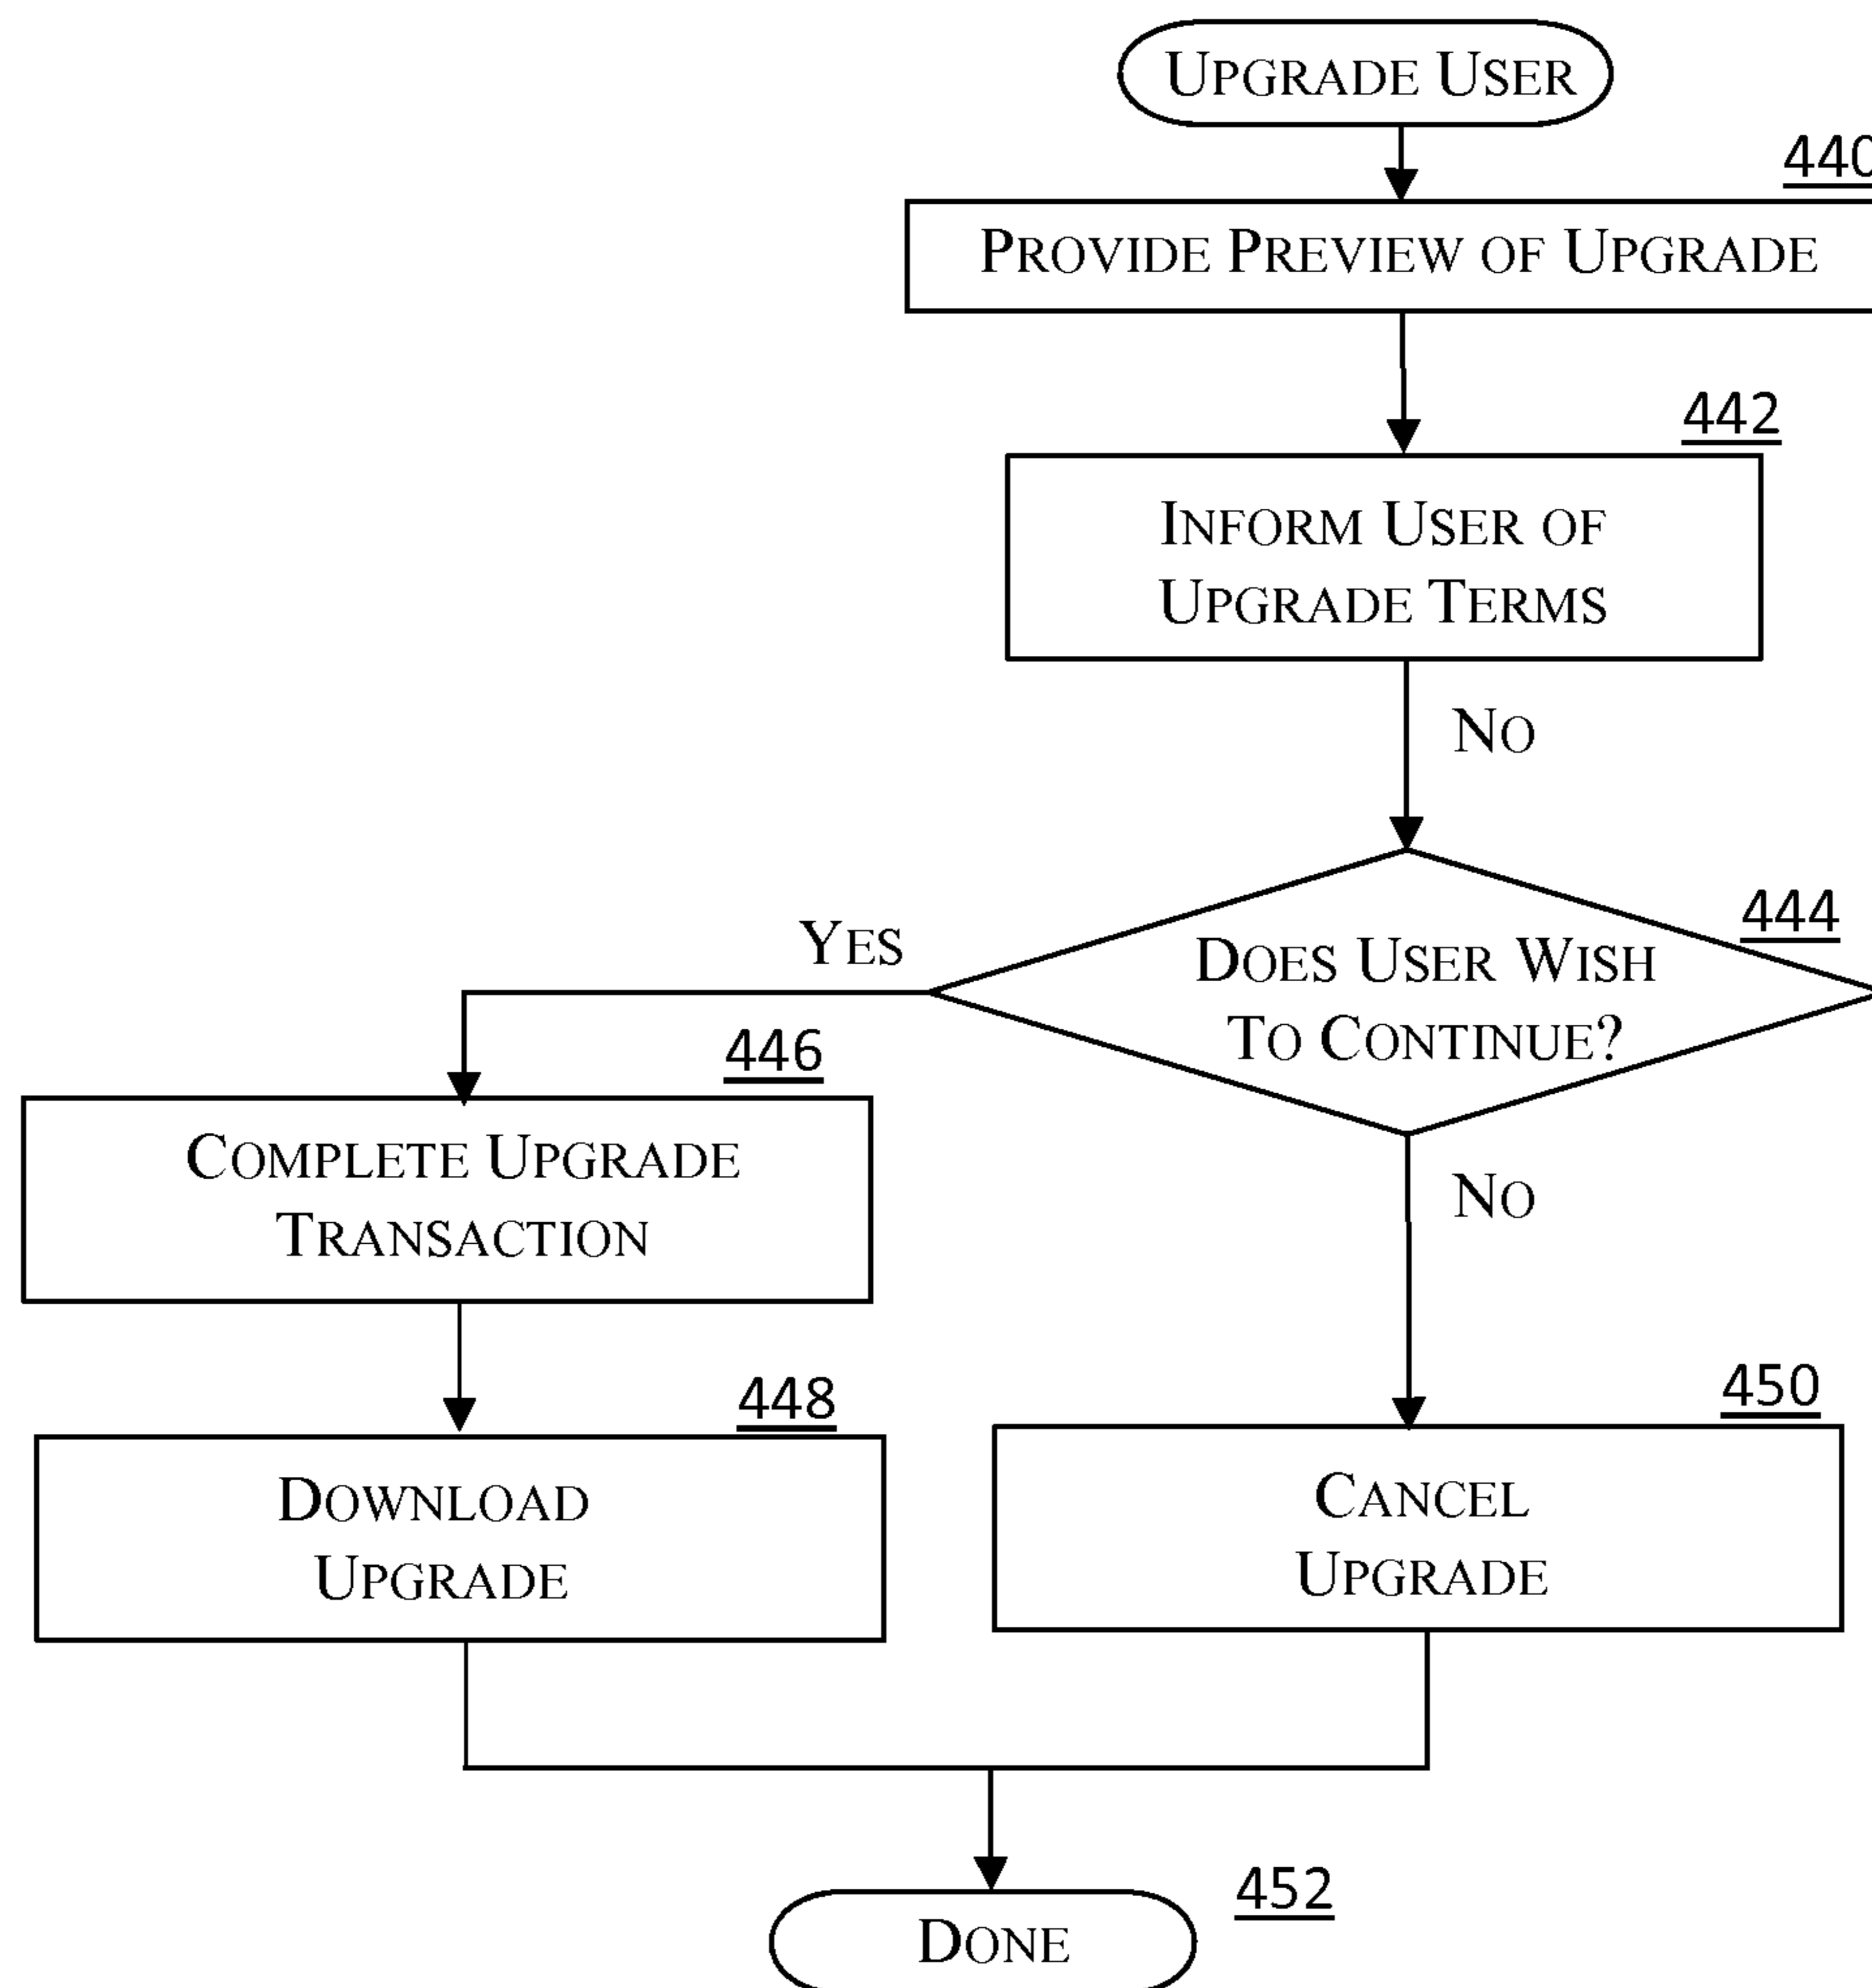 UPGRADE USER
440
PROVIDE PREVIEW OF UPGRADE
442
INFORM USER OF
UPGRADE TERMS
NO
444
YES
DOES USER WISH
TO CONTINUE?
446
COMPLETE UPGRADE
TRANSACTION
NO
448
DOWNLOAD
UPGRADE
450
CANCEL
UPGRADE
452
DONE